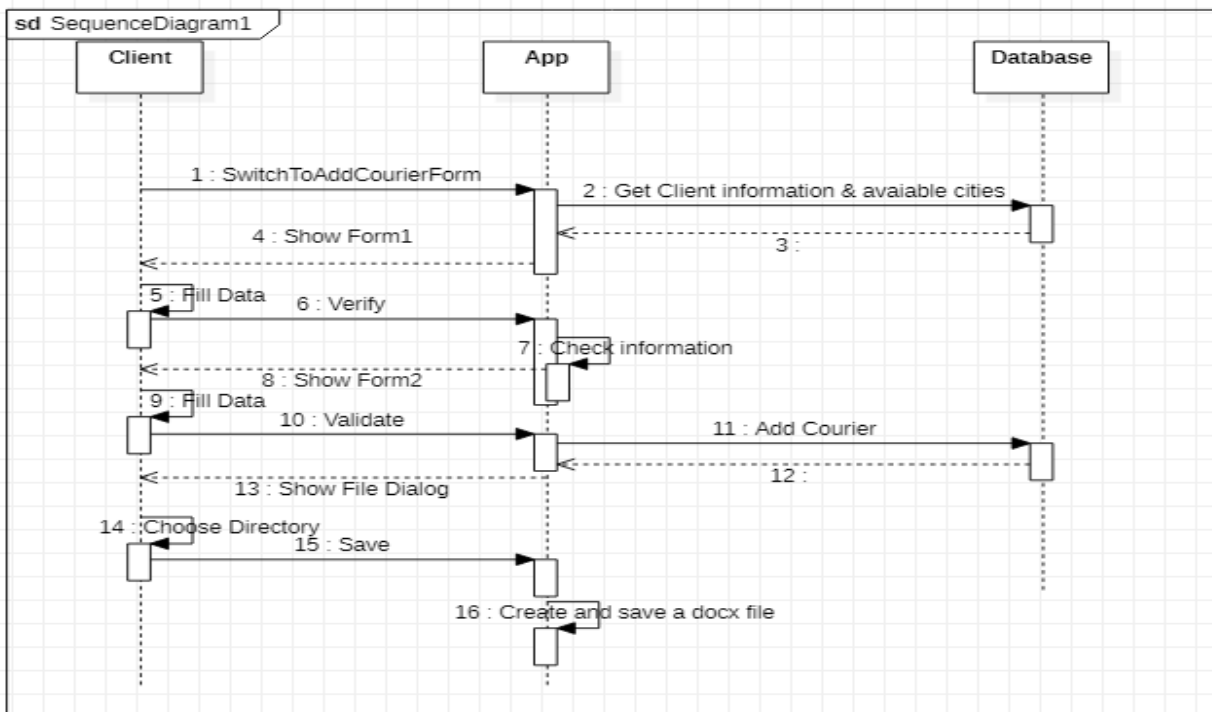 sd SequenceDiagram1
Client
App
Database
1 : SwitchToAddCourierForm
2 : Get Client information & avaiable cities
3 :
4 : Show Form1
5 : Fill Data
6 : Verify
7 : Check information
8 : Show Form2
9 : Fill Data
10 : Validate
11 : Add Courier
12 :
13 : Show File Dialog
14 : Choose Directory
15 : Save
16 : Create and save a docx file